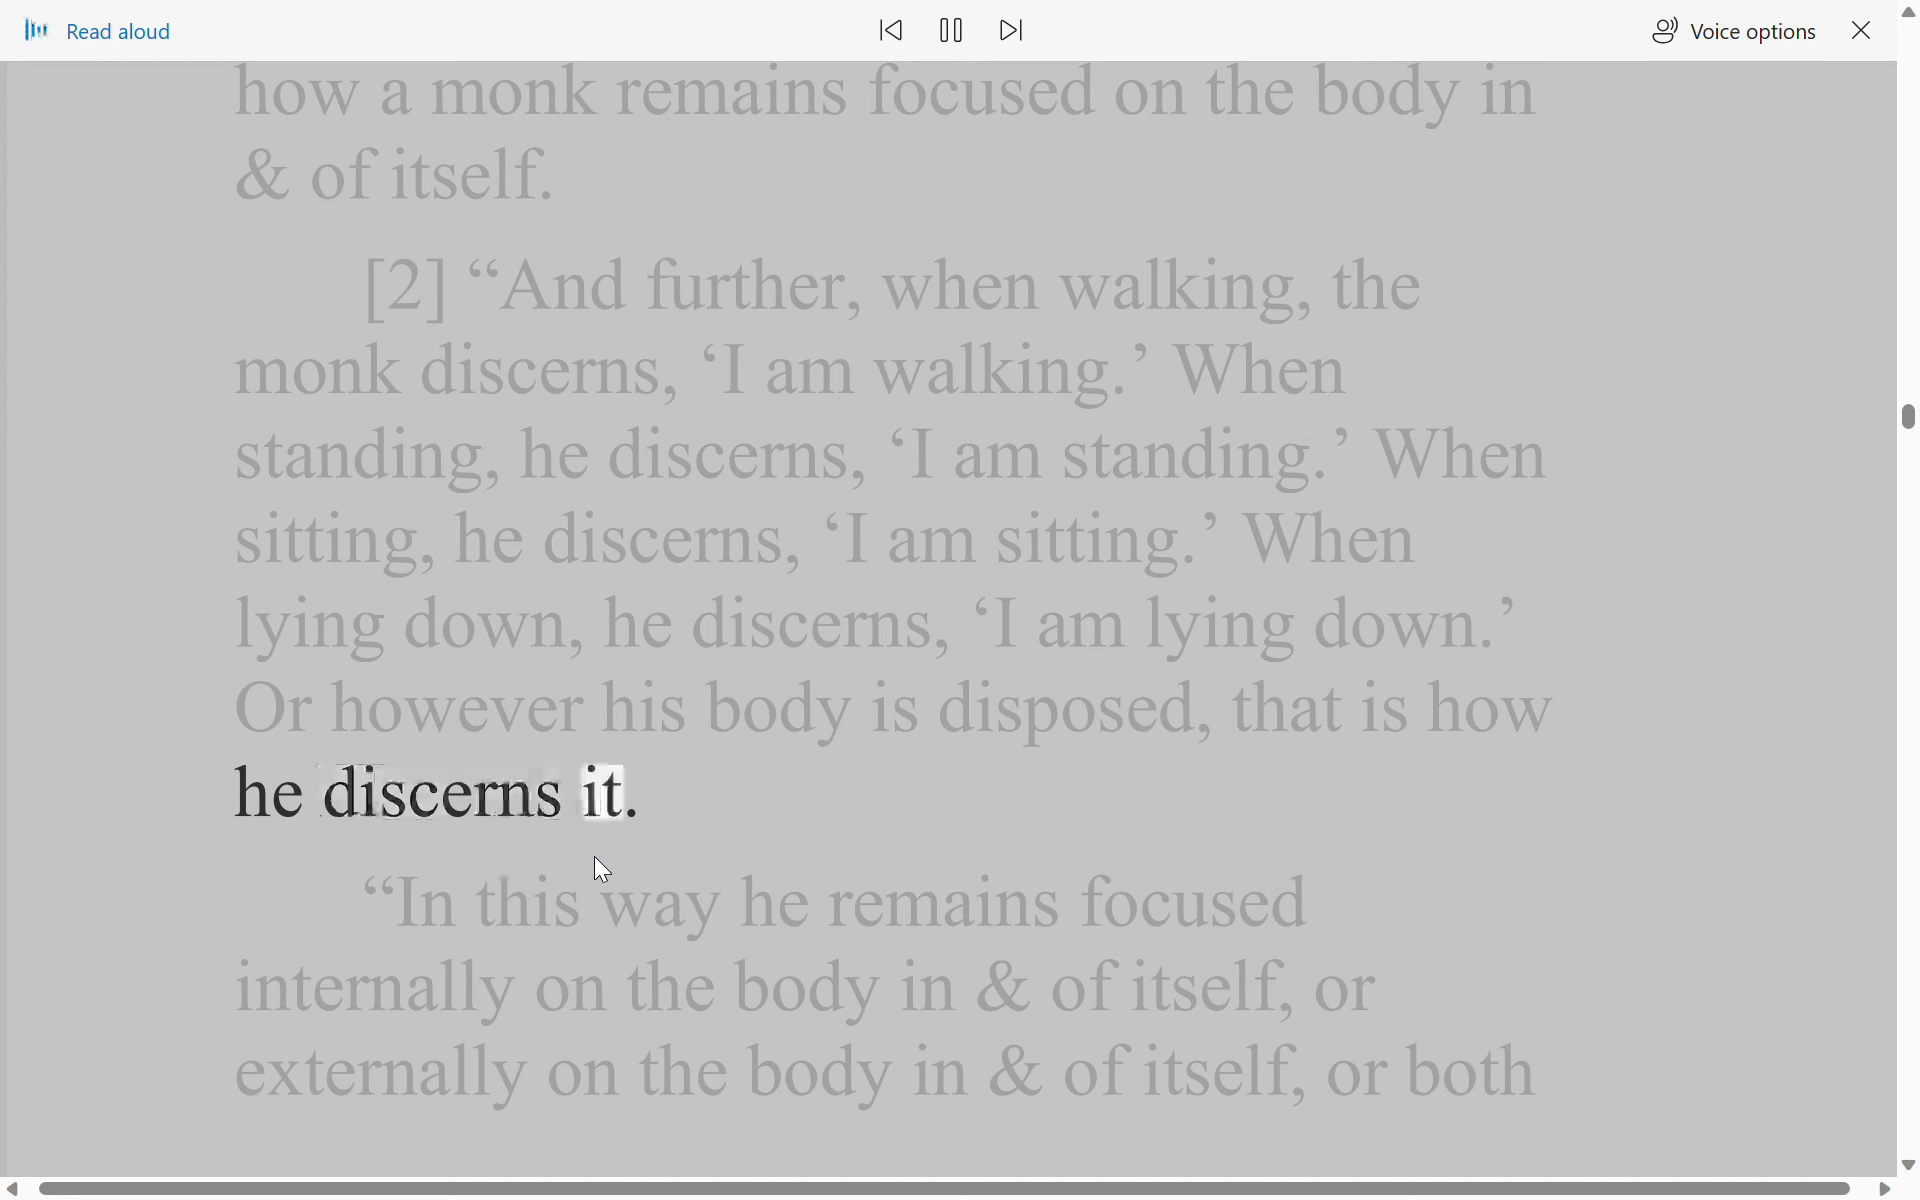 Read aloud
Voice options
how a monk remains focused on the body in
& of itself.
[2] “And further, when walking, the
monk discerns, ‘I am walking.’ When
standing, he discerns, ‘I am standing.’ When
sitting, he discerns, ‘I am sitting.’ When
lying down, he discerns, ‘I am lying down.’
Or however his body is disposed, that is how
he discerns it.
“In this way he remains focused
internally on the body in & of itself, or
externally on the body in & of itself, or both